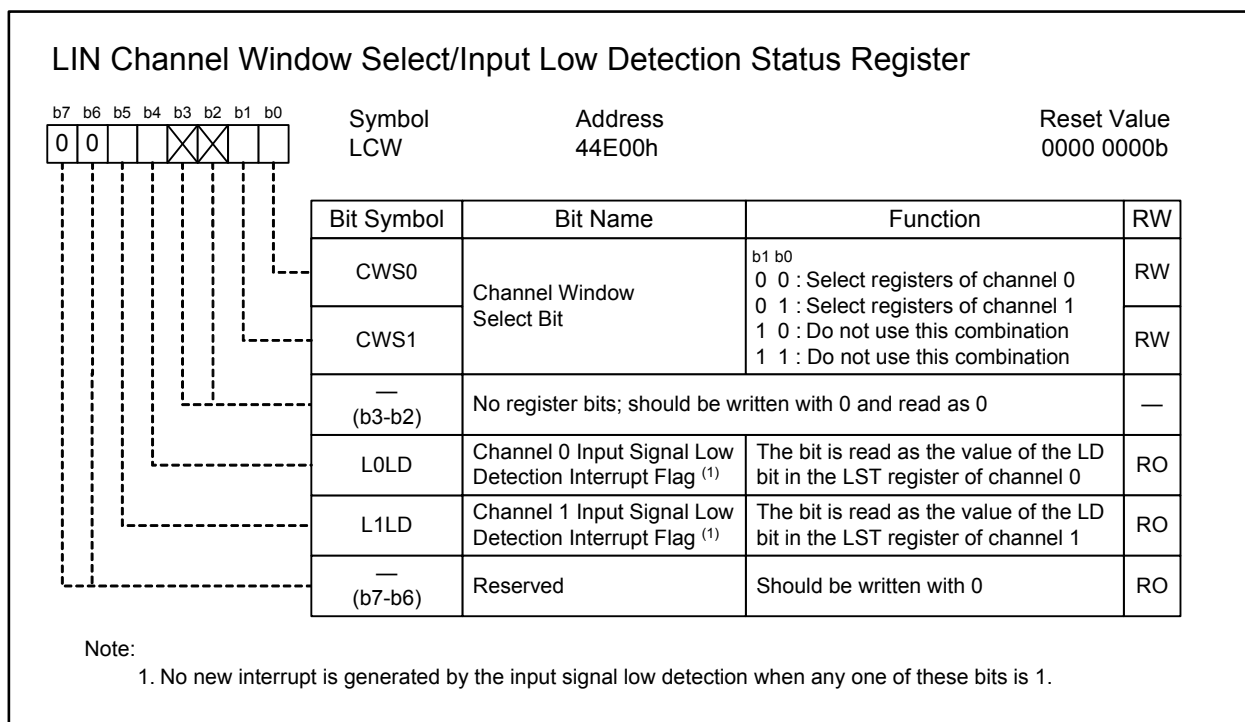 LIN Channel Window Select/Input Low Detection Status Register
b7 b6 b5 b4 b3 b2 b1 b0
0 0
Symbol Address Reset Value
LCW 44E00h 0000 0000b
Bit Symbol Bit Name Function RW
CWS0
CWS1
Channel Window
Select Bit
b1 b0
0 0 : Select registers of channel 0
0 1 : Select registers of channel 1
1 0 : Do not use this combination
1 1 : Do not use this combination
RW
RW
—
(b3-b2)
No register bits; should be written with 0 and read as 0
—
L0LD
Channel 0 Input Signal Low
Detection Interrupt Flag (1)
The bit is read as the value of the LD
bit in the LST register of channel 0
RO
L1LD
Channel 1 Input Signal Low
Detection Interrupt Flag (1)
The bit is read as the value of the LD
bit in the LST register of channel 1
RO
—
(b7-b6)
Reserved
Should be written with 0
RO
Note:
1. No new interrupt is generated by the input signal low detection when any one of these bits is 1.